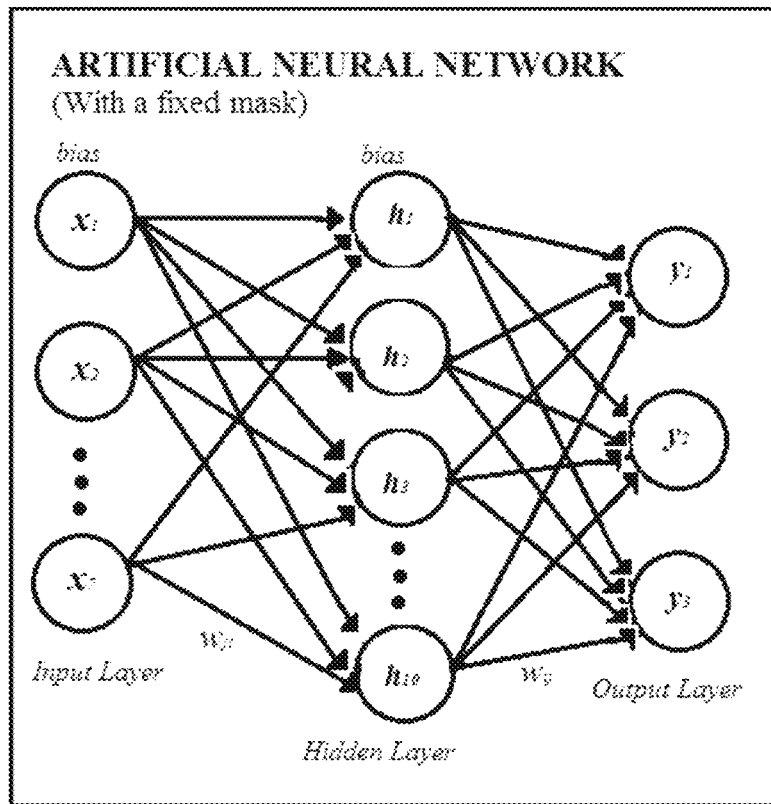 ARTIFICIAL NEURAL NETWORK
(With a fixed mask)
bias bias
x1 h1
y1
x2 h2
h3 y2
y3
h10
Input Layer Output Layer
Hidden Layer